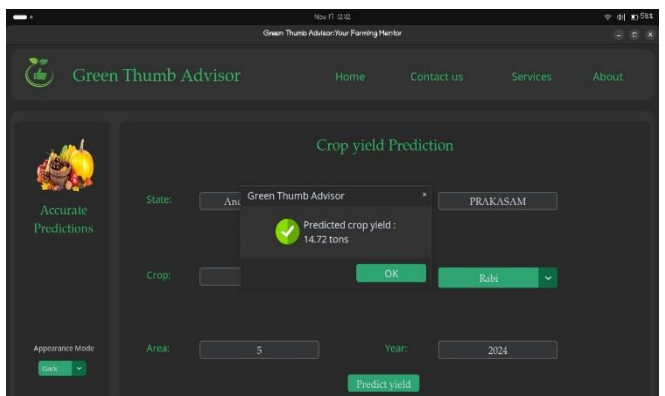 Nov 17 12:12
Green Thumb Advisor:Your Farming Mentor
Green Thumb Advisor Home Contact us Services About
Crop yield Prediction
Accurate
Predictions
State: PRAKASAM
Green Thumb Advisor
Predicted crop yield :
14.72 tons
OK
Crop: Rabi
Appearance Mode
Dark
Area: 5 Year: 2024
Predict yield